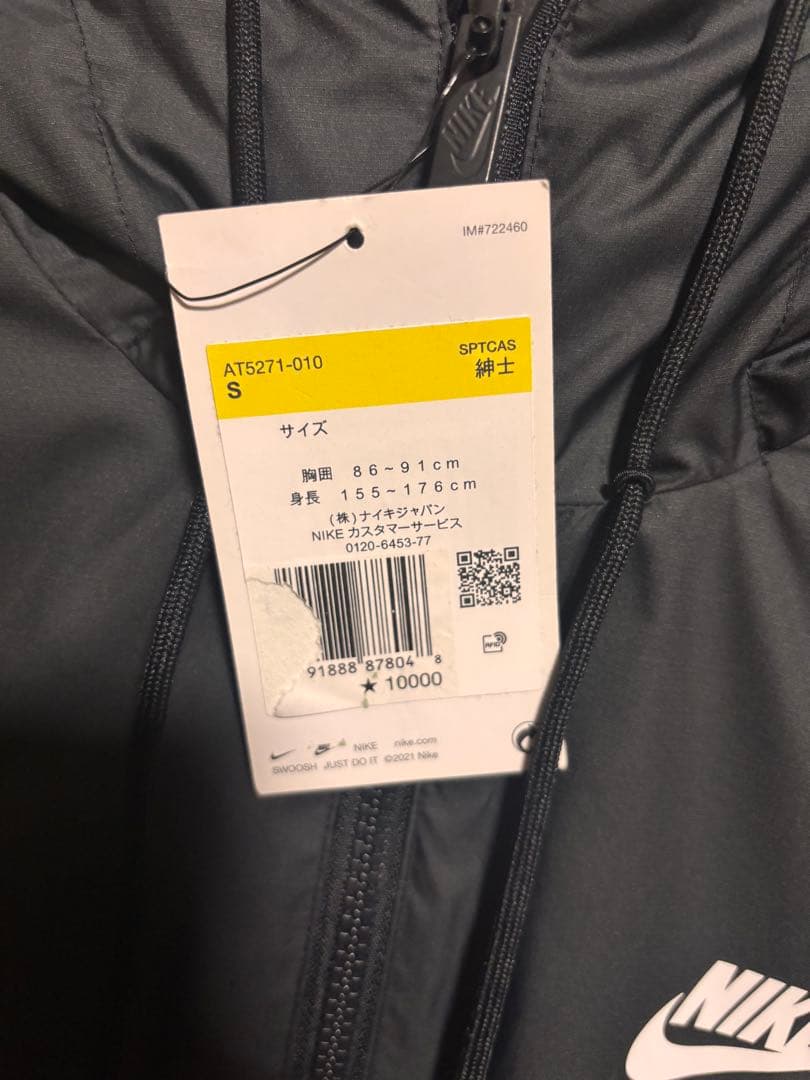 NIKE
IM#722460
AT5271-010
SPTCAS
S
紳士
サイズ
胸囲 86~91cm
身長 155~176cm
(株)ナイキジャパン
NIKE カスタマーサービス
0120-6453-77
RFID
91888 87804 8
★ 10000
NIKE nike.com
SWOOSH JUST DO IT ©2021 Nike
NIKE